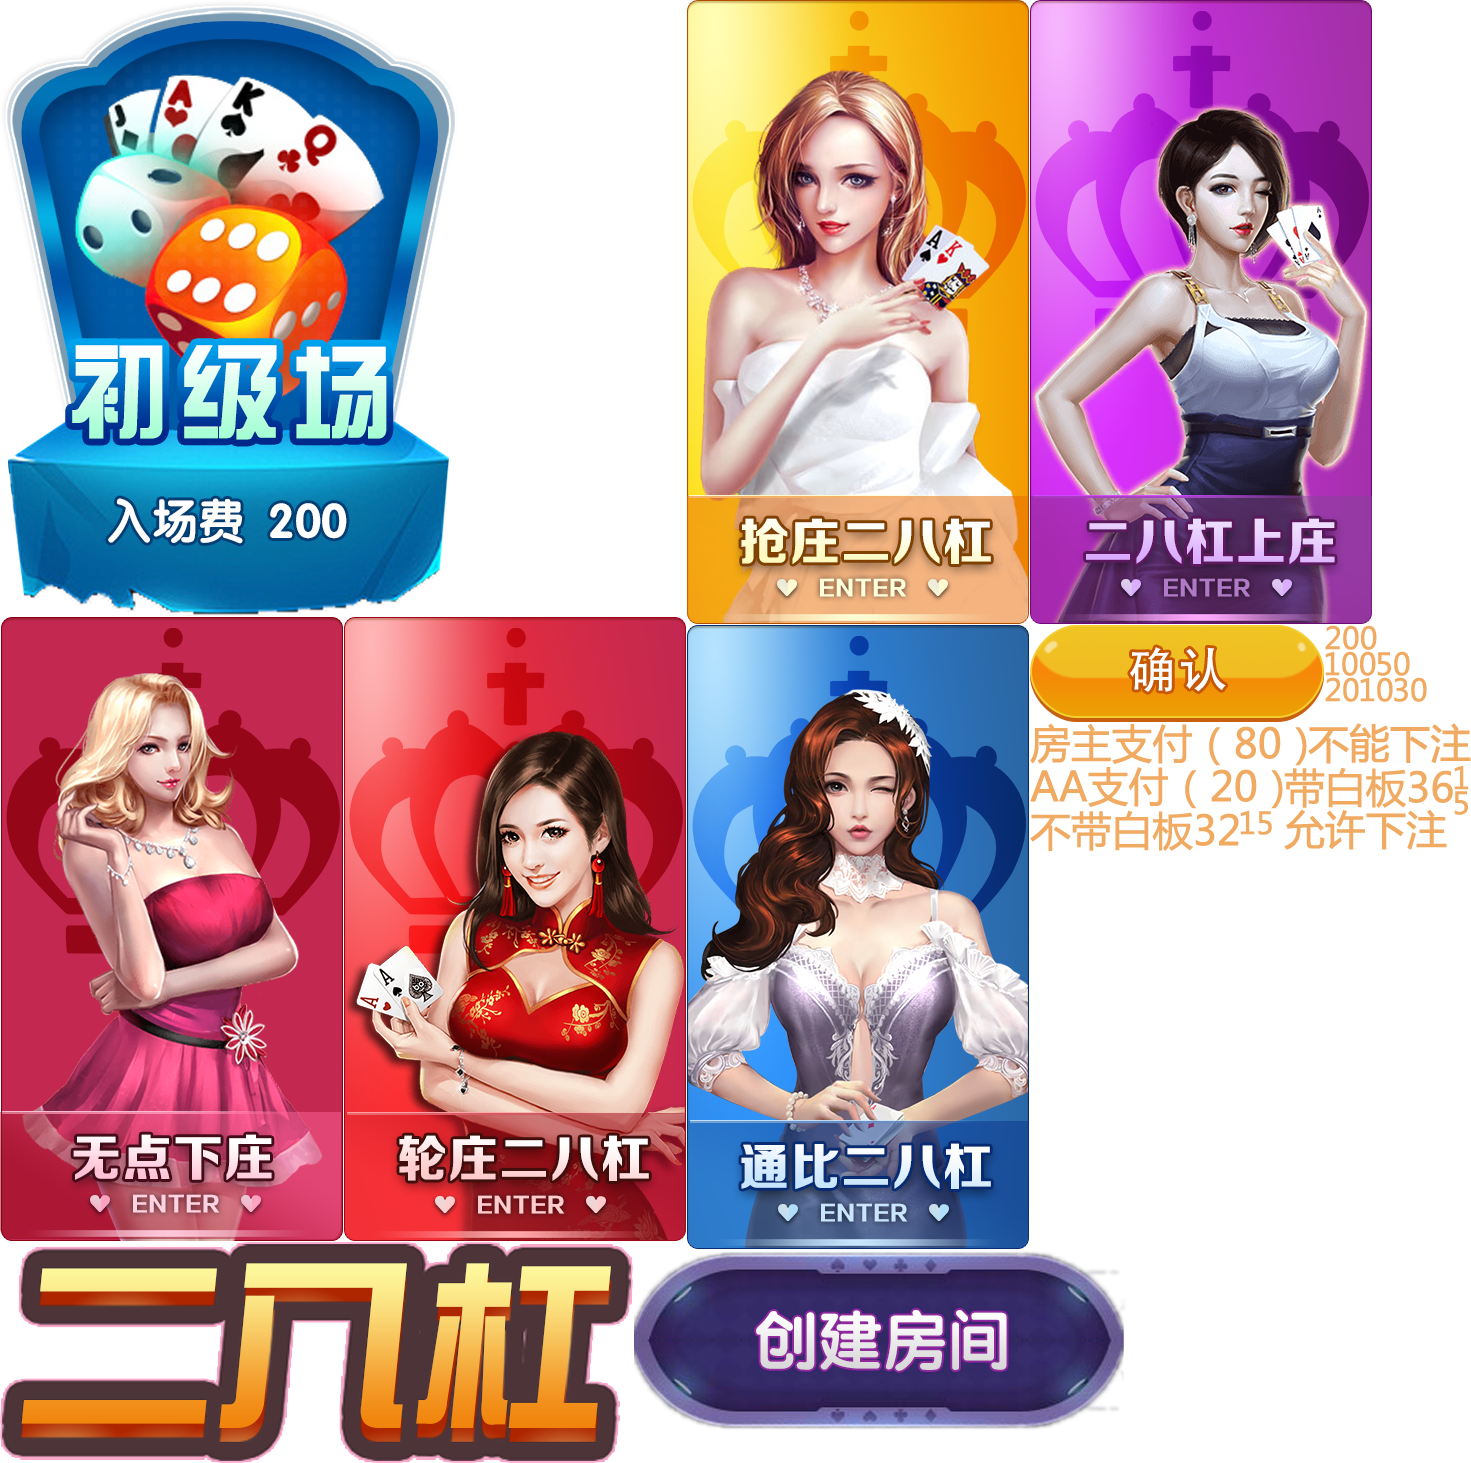 J
A
K
Q
初级场
入场费 200
A
K
抢庄二八杠
ENTER
A
二八杠上庄
ENTER
无点下庄
ENTER
A
A
轮庄二八杠
ENTER
通比二八杠
ENTER
确认
200
10050
201030
房主支付 ( 80 )不能下注
AA支付 ( 20 )带白板36 15
不带白板32 15 允许下注
二八杠
创建房间